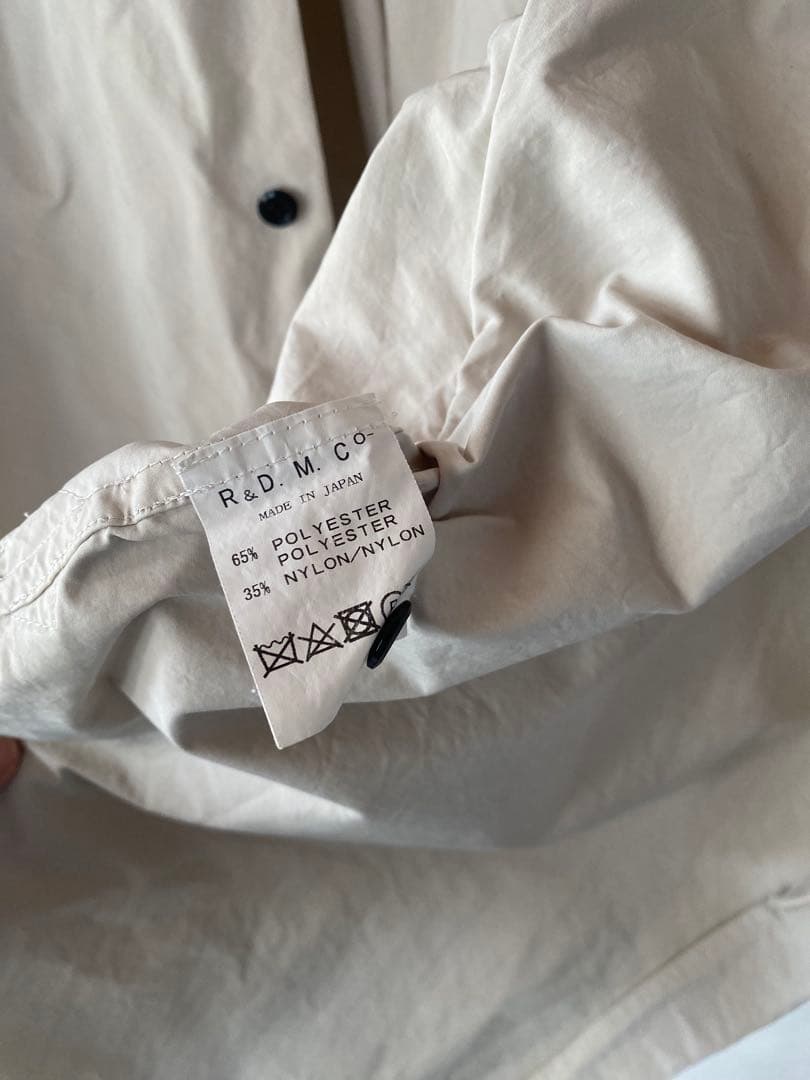 R&D. M. Co-
MADE IN JAPAN
65% POLYESTER
POLYESTER
35% NYLON/NYLON